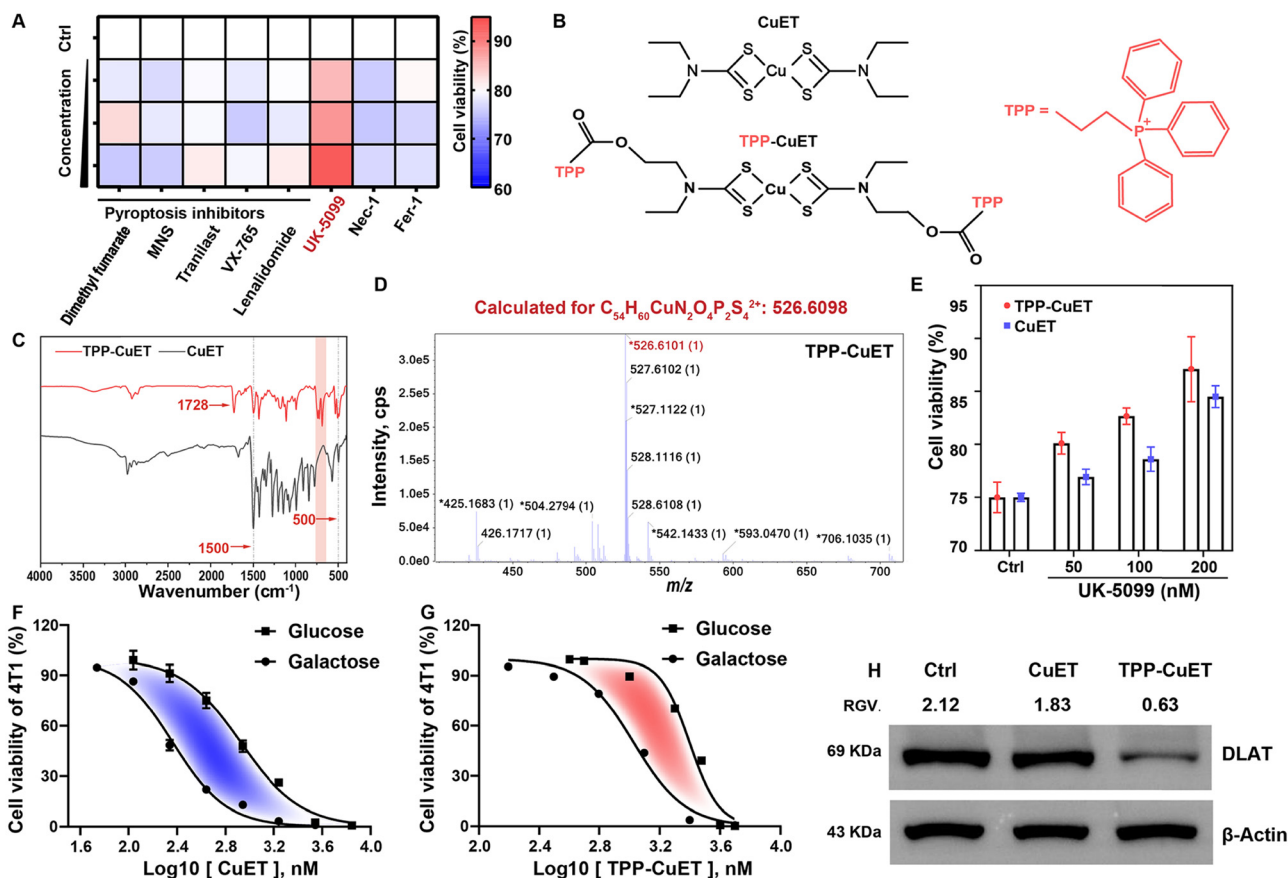 A
Ctrl
Concentration
Pyroptosis inhibitors
Dimethyl fumarate
MNS
Tranilast
VX-765
Lenalidomide
UK-5099
Nec-1
Fer-1
90
80
70
60
Cell viability (%)
B
CuET
N
S
S
S
S
Cu
N
O
O
TPP
TPP-CuET
N
S
S
S
S
Cu
N
TPP
O
O
TPP =
P+
C
TPP-CuET
CuET
1728
500
1500
4000 3000 2500 2000 1500 1000 500
Wavenumber (cm-1)
D
Calculated for C54H60CuN2O4P2S4 2+: 526.6098
TPP-CuET
*526.6101 (1)
527.6102 (1)
*527.1122 (1)
528.1116 (1)
528.6108 (1)
*425.1683 (1)
426.1717 (1)
*504.2794 (1)
*542.1433 (1)
*593.0470 (1)
*706.1035 (1)
3.0e5
2.5e5
2.0e5
1.5e5
1.0e5
5.0e4
0.0e0
Intensity, cps
450 500 550 600 650 700
m/z
E
TPP-CuET
CuET
95
90
85
80
75
70
Cell viability (%)
Ctrl 50 100 200
UK-5099 (nM)
F
Glucose
Galactose
120
90
60
30
0
Cell viability of 4T1 (%)
1.6 2.0 2.4 2.8 3.2 3.6 4.0
Log10 [ CuET ], nM
G
Glucose
Galactose
120
90
60
30
0
Cell viability of 4T1 (%)
2.0 2.4 2.8 3.2 3.6 4.0
Log10 [ TPP-CuET ], nM
H
Ctrl CuET TPP-CuET
RGV. 2.12 1.83 0.63
69 KDa DLAT
43 KDa β-Actin